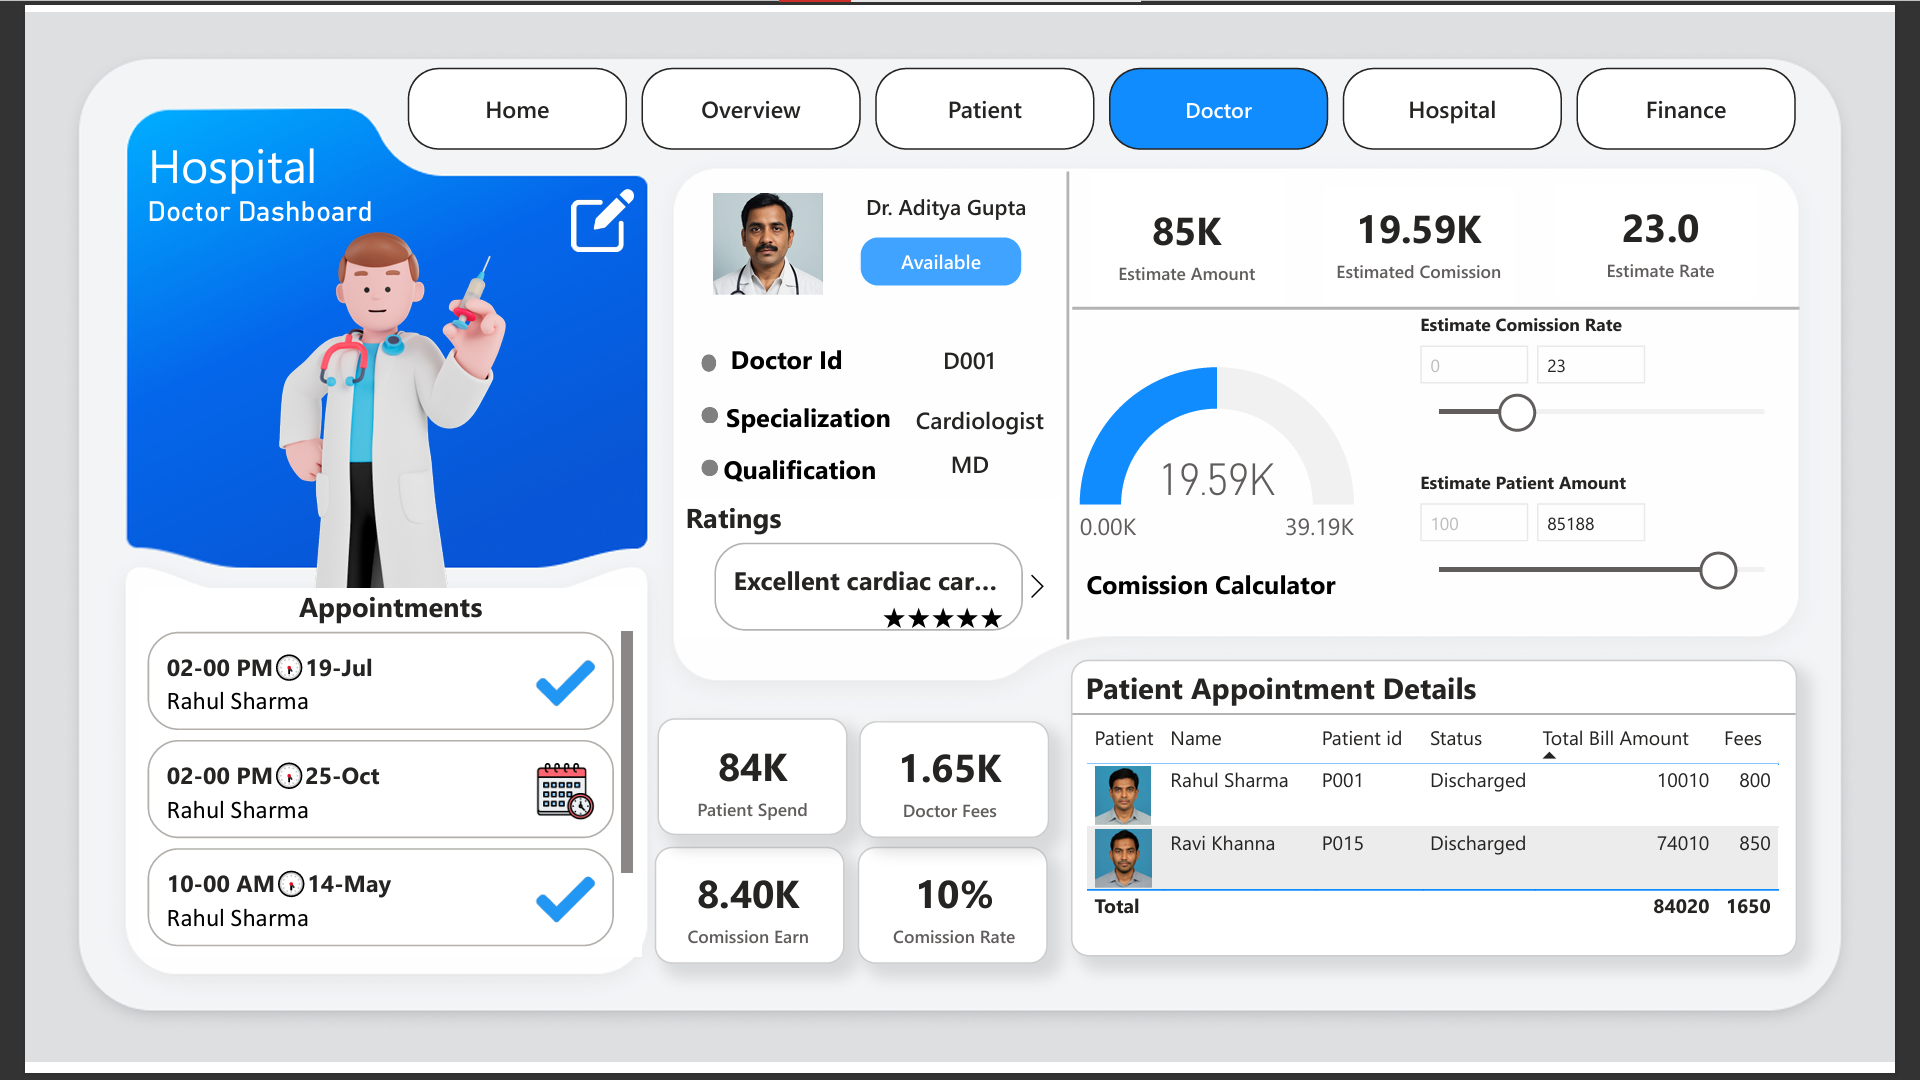 Home
Overview
Patient
Doctor
Hospital
Finance
Hospital
Doctor Dashboard
Appointments
02-00 PM 19-Jul
Rahul Sharma
02-00 PM 25-Oct
Rahul Sharma
10-00 AM 14-May
Rahul Sharma
Dr. Aditya Gupta
Available
Doctor Id D001
Specialization Cardiologist
Qualification MD
Ratings
Excellent cardiac car...
★★★★★
85K
Estimate Amount
19.59K
Estimated Comission
23.0
Estimate Rate
19.59K
0.00K 39.19K
Comission Calculator
Estimate Comission Rate
0 23
Estimate Patient Amount
100 85188
84K
Patient Spend
1.65K
Doctor Fees
8.40K
Comission Earn
10%
Comission Rate
Patient Appointment Details
Patient Name Patient id Status Total Bill Amount Fees
Rahul Sharma P001 Discharged 10010 800
Ravi Khanna P015 Discharged 74010 850
Total 84020 1650